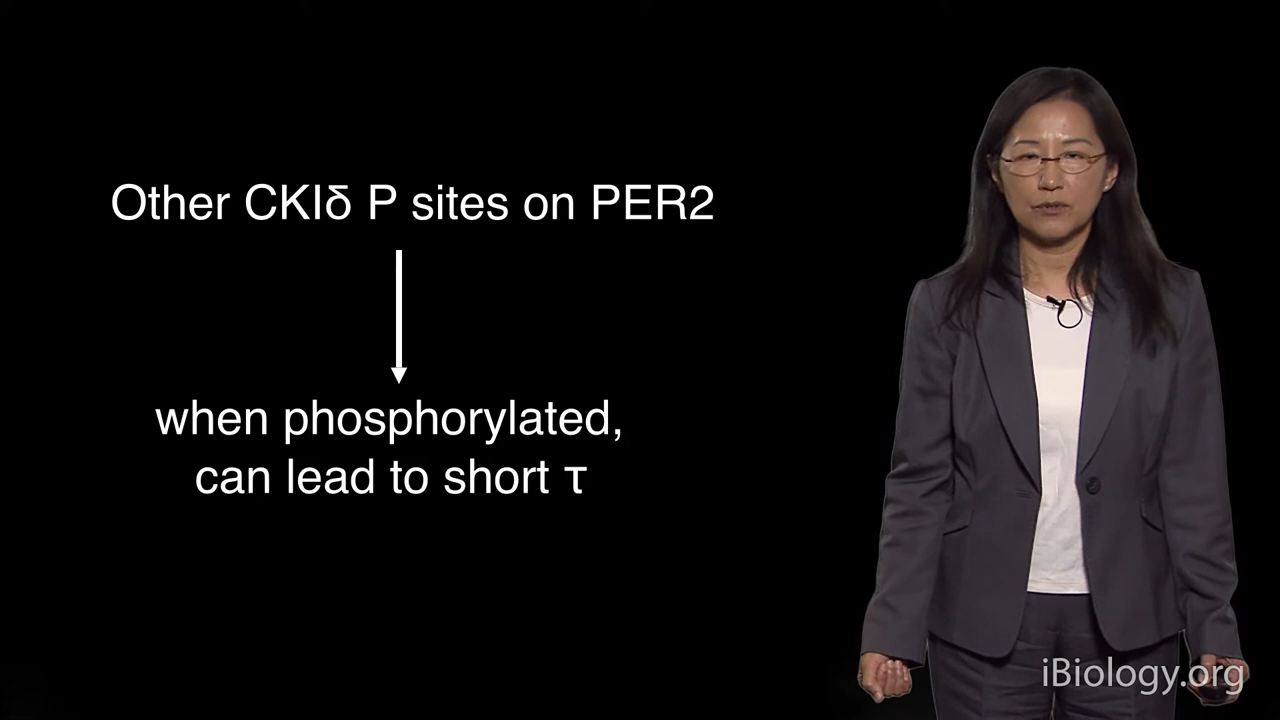 Other CKIδ P sites on PER2
when phosphorylated,
can lead to short τ
iBiology.org